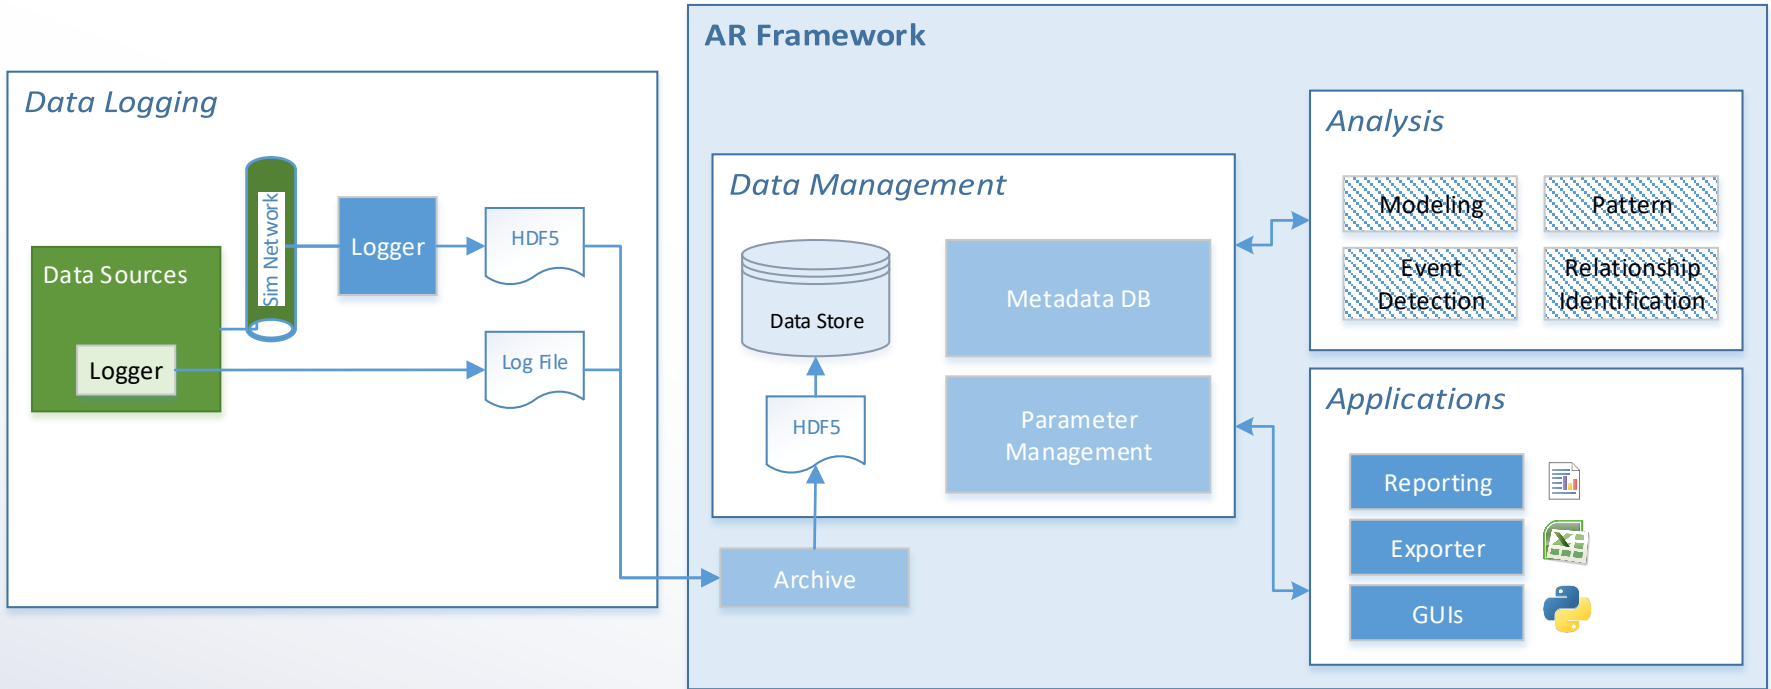 AR Framework
Data Logging
Sim Network
Logger
HDF5
Data Sources
Logger
Log File
Data Management
Data Store
HDF5
Metadata DB
Parameter
Management
Archive
Analysis
Modeling
Pattern
Event
Detection
Relationship
Identification
Applications
Reporting
Exporter
GUIs